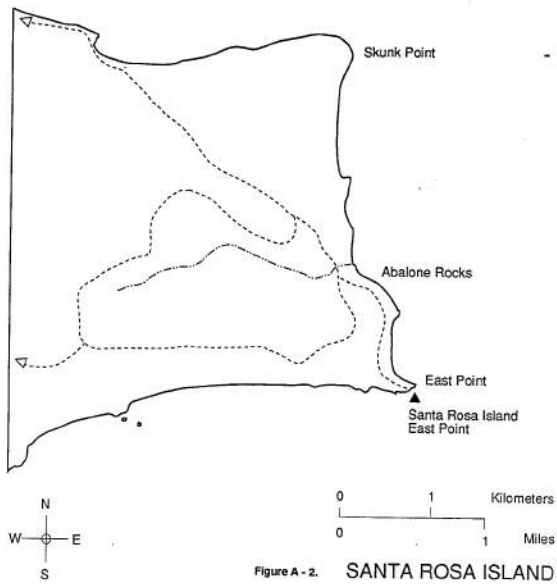 Skunk Point
Abalone Rocks
East Point
Santa Rosa Island
East Point
N
W E
S
0 1 Kilometers
0 1 Miles
Figure A - 2. SANTA ROSA ISLAND